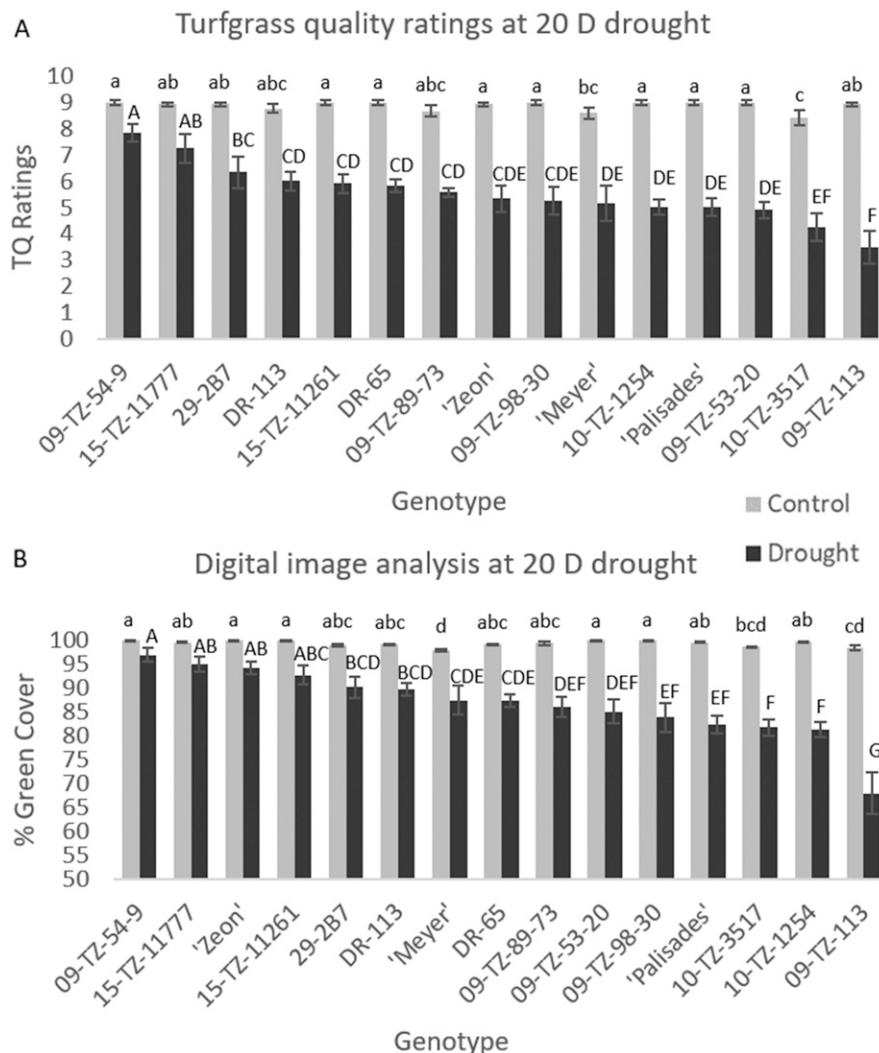 A
Turfgrass quality ratings at 20 D drought
10
9
8
7
6
5
4
3
2
1
0
TQ Ratings
a ab ab abc a a abc a a bc a a a c ab
A AB BC CD CD CD CD CDE CDE DE DE DE DE EF F
09-TZ-54-9
15-TZ-11777
29-2B7
DR-113
15-TZ-11261
DR-65
09-TZ-89-73
'Zeon'
09-TZ-98-30
'Meyer'
10-TZ-1254
'Palisades'
09-TZ-53-20
10-TZ-3517
09-TZ-113
Genotype
Control
Drought
B
Digital image analysis at 20 D drought
100
95
90
85
80
75
70
65
60
55
50
% Green Cover
a ab a a abc abc d abc abc a a ab bcd ab cd
A AB AB ABC BCD BCD CDE CDE DEF DEF EF EF F F G
09-TZ-54-9
15-TZ-11777
'Zeon'
15-TZ-11261
29-2B7
DR-113
'Meyer'
DR-65
09-TZ-89-73
09-TZ-53-20
09-TZ-98-30
'Palisades'
10-TZ-3517
10-TZ-1254
09-TZ-113
Genotype